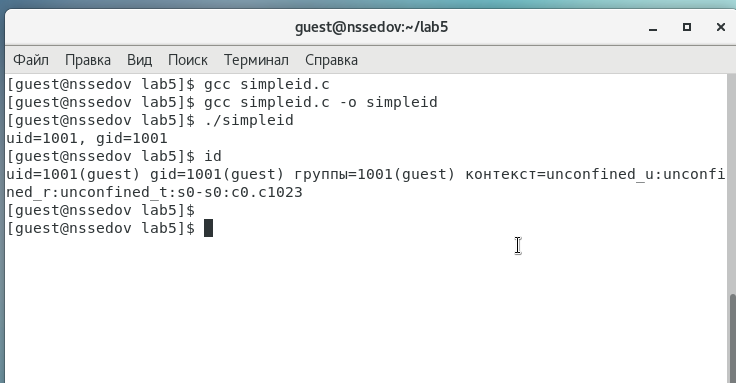 guest@nssedov:~/lab5
Файл Правка Вид Поиск Терминал Справка
[guest@nssedov lab5]$ gcc simpleid.c
[guest@nssedov lab5]$ gcc simpleid.c -o simpleid
[guest@nssedov lab5]$ ./simpleid
uid=1001, gid=1001
[guest@nssedov lab5]$ id
uid=1001(guest) gid=1001(guest) группы=1001(guest) контекст=unconfined_u:unconfi
ned_r:unconfined_t:s0-s0:c0.c1023
[guest@nssedov lab5]$
[guest@nssedov lab5]$